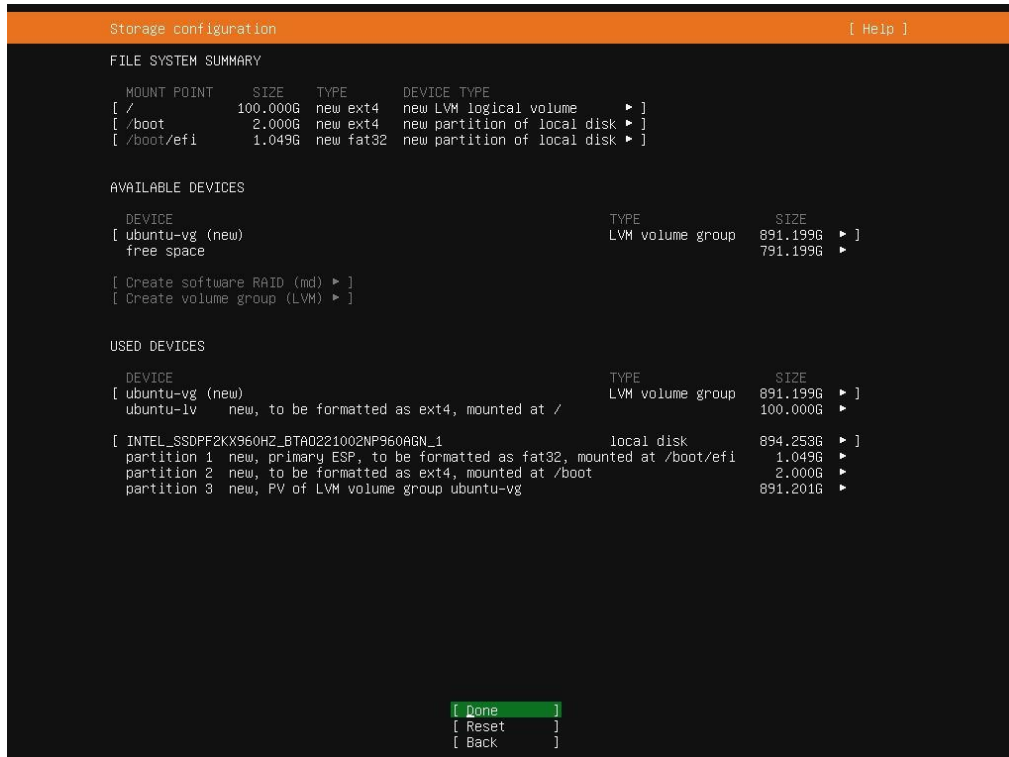 Storage configuration [ Help ]
FILE SYSTEM SUMMARY
MOUNT POINT SIZE TYPE DEVICE TYPE
[ / 100.000G new ext4 new LVM logical volume ▸ ]
[ /boot 2.000G new ext4 new partition of local disk ▸ ]
[ /boot/efi 1.049G new fat32 new partition of local disk ▸ ]
AVAILABLE DEVICES
DEVICE TYPE SIZE
[ ubuntu-vg (new) LVM volume group 891.199G ▸ ]
free space 791.199G ▸
[ Create software RAID (md) ▸ ]
[ Create volume group (LVM) ▸ ]
USED DEVICES
DEVICE TYPE SIZE
[ ubuntu-vg (new) LVM volume group 891.199G ▸ ]
ubuntu-lv new, to be formatted as ext4, mounted at / 100.000G ▸
[ INTEL_SSDPF2KX960HZ_BTAO221002NP960AGN_1 local disk 894.253G ▸ ]
partition 1 new, primary ESP, to be formatted as fat32, mounted at /boot/efi 1.049G ▸
partition 2 new, to be formatted as ext4, mounted at /boot 2.000G ▸
partition 3 new, PV of LVM volume group ubuntu-vg 891.201G ▸
[ Done ]
[ Reset ]
[ Back ]